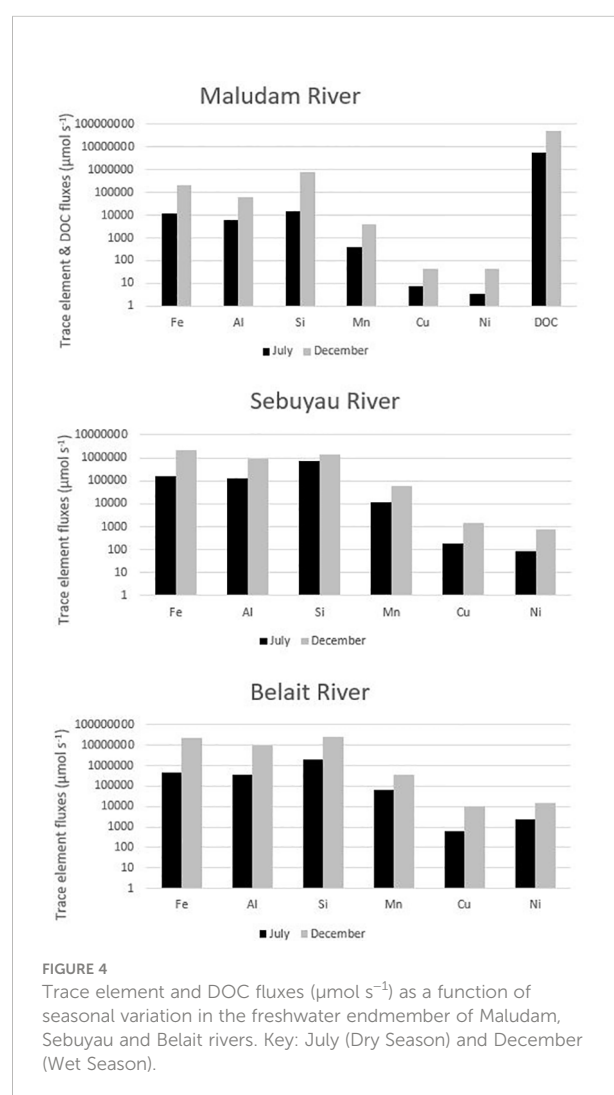 Maludam River
Trace element & DOC fluxes (µmol s⁻¹)
100000000
10000000
1000000
100000
10000
1000
100
10
1
Fe Al Si Mn Cu Ni DOC
July December
Sebuyau River
Trace element fluxes (µmol s⁻¹)
10000000
1000000
100000
10000
1000
100
10
1
Fe Al Si Mn Cu Ni
July December
Belait River
Trace element fluxes (µmol s⁻¹)
100000000
10000000
1000000
100000
10000
1000
100
10
1
Fe Al Si Mn Cu Ni
July December
FIGURE 4
Trace element and DOC fluxes (µmol s⁻¹) as a function of
seasonal variation in the freshwater endmember of Maludam,
Sebuyau and Belait rivers. Key: July (Dry Season) and December
(Wet Season).